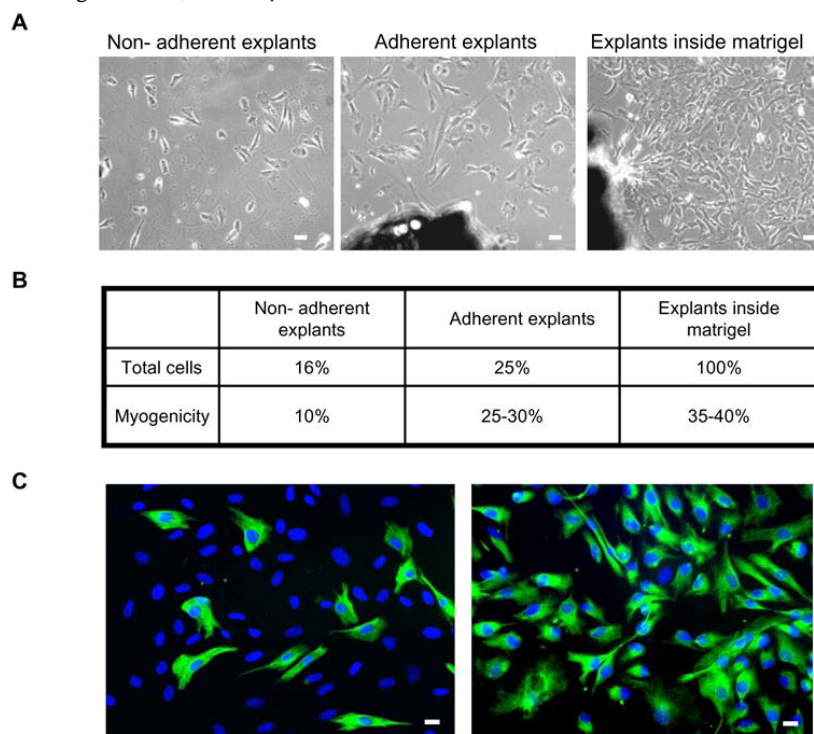 A
Non- adherent explants
Adherent explants
Explants inside matrigel
B
Non- adherent explants
Adherent explants
Explants inside matrigel
Total cells
16%
25%
100%
Myogenicity
10%
25-30%
35-40%
C